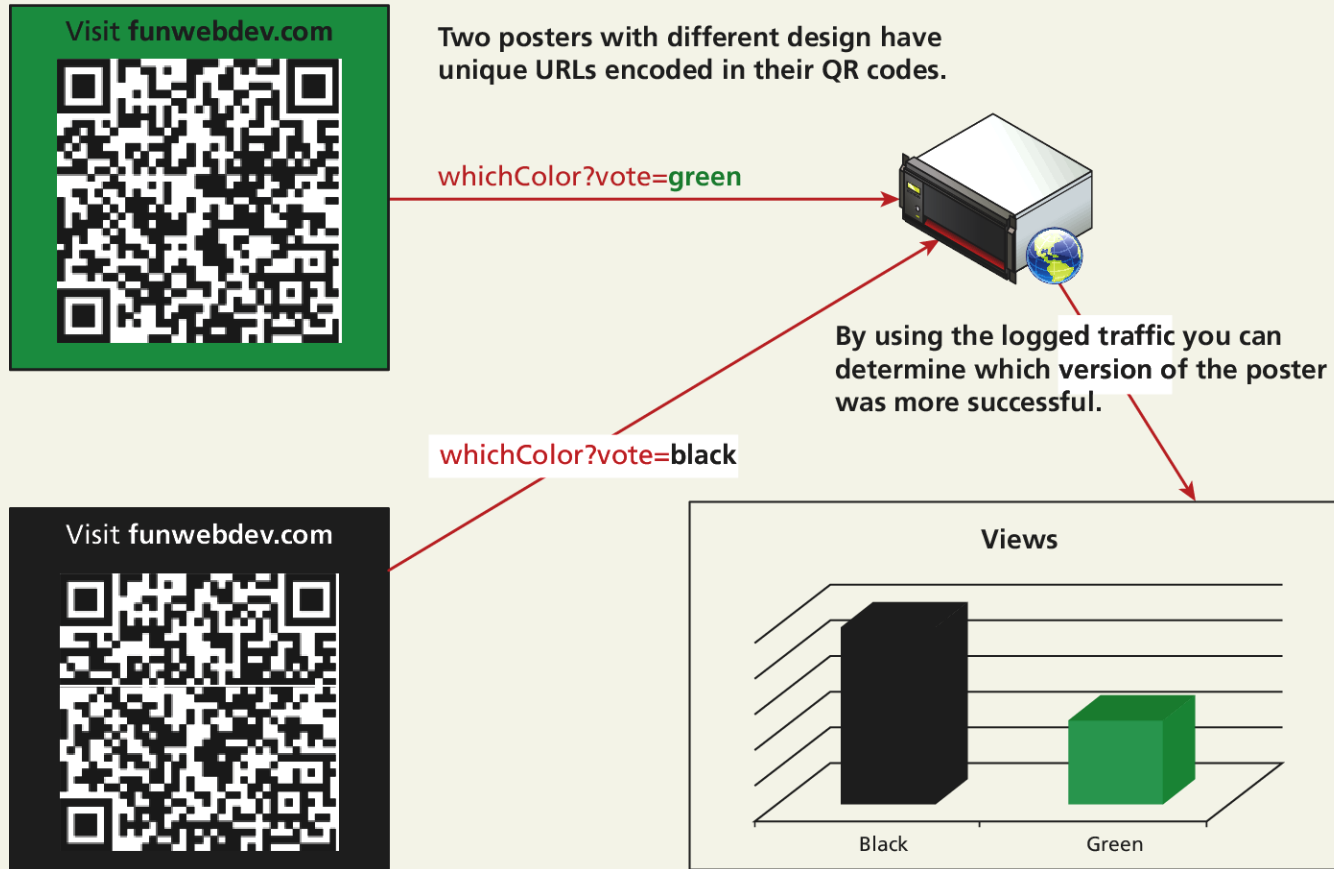 Visit funwebdev.com
Two posters with different design have
unique URLs encoded in their QR codes.
whichColor?vote=green
By using the logged traffic you can
determine which version of the poster
was more successful.
whichColor?vote=black
Visit funwebdev.com
Views
Black
Green